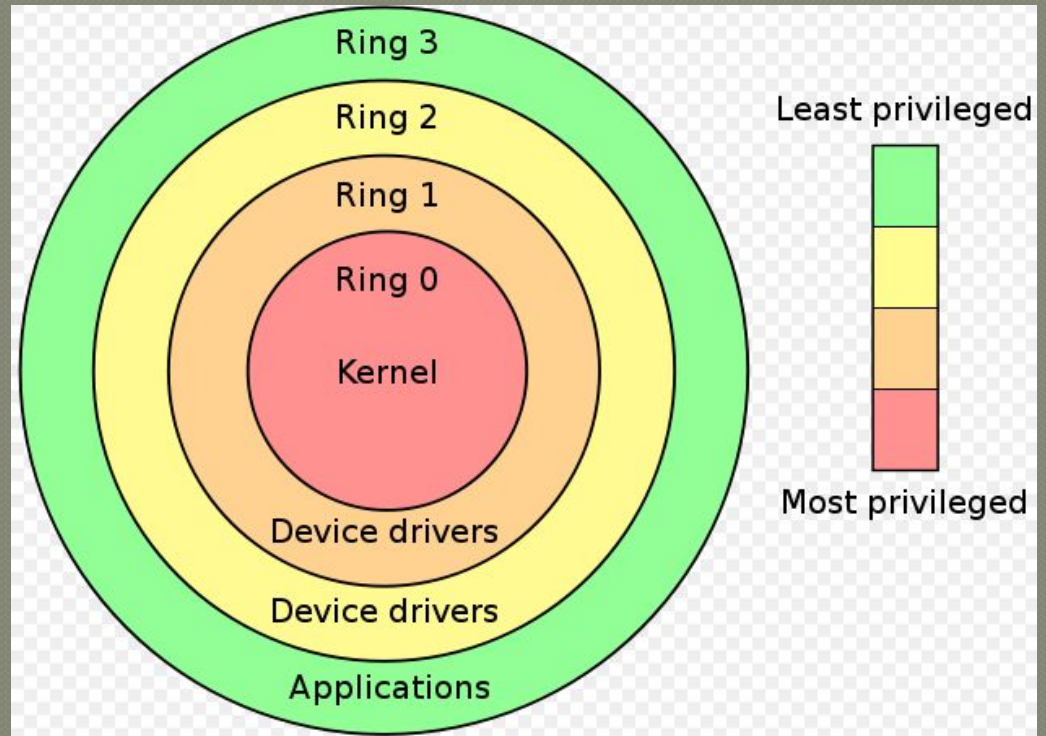 Ring 3
Ring 2
Ring 1
Ring 0
Kernel
Device drivers
Device drivers
Applications
Least privileged
Most privileged